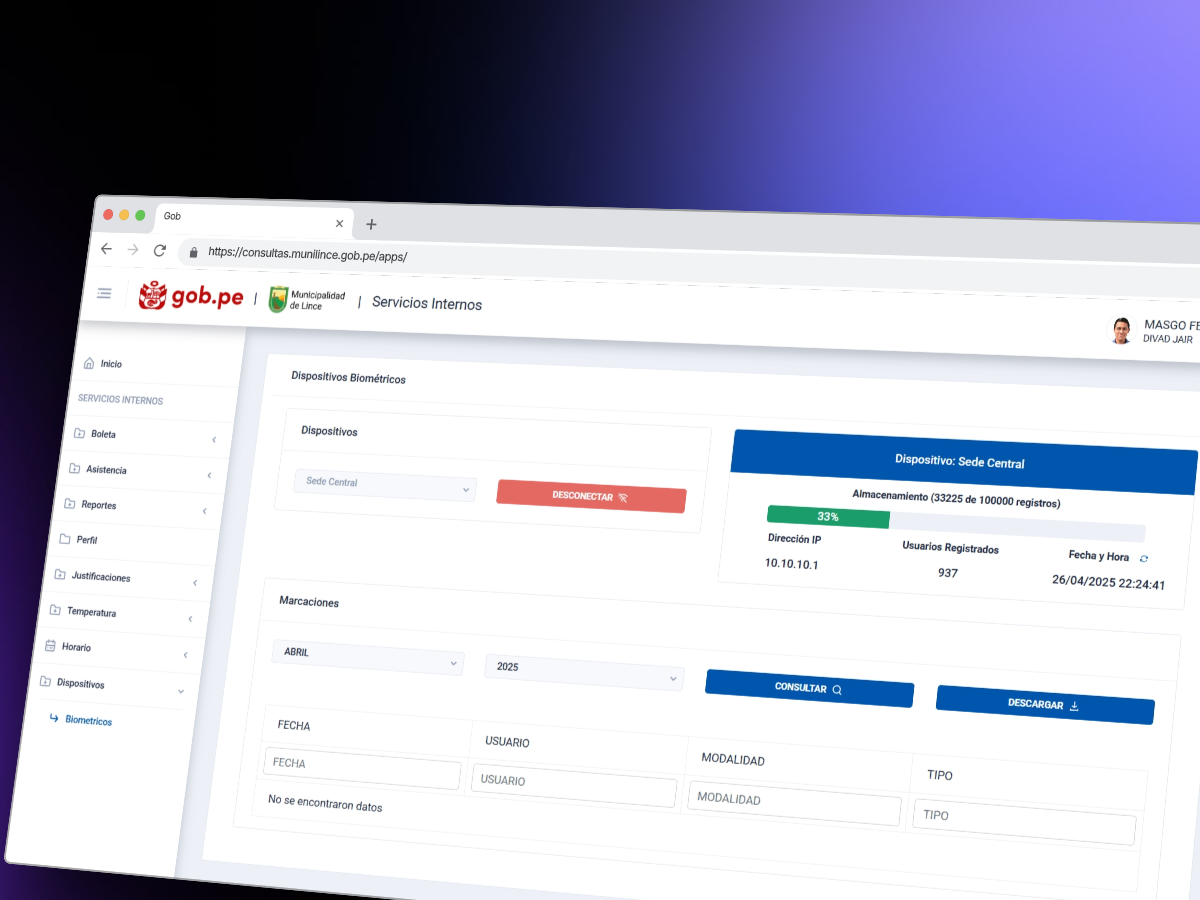 Gob
https://consultas.munilince.gob.pe/apps/
gob.pe | Municipalidad de Lince | Servicios Internos
MASGO
DIVAD JAIR
Inicio
SERVICIOS INTERNOS
Boleta
Asistencia
Reportes
Perfil
Justificaciones
Temperatura
Horario
Dispositivos
Biometricos
Dispositivos Biométricos
Dispositivos
Sede Central
DESCONECTAR
Dispositivo: Sede Central
Almacenamiento (33225 de 100000 registros)
33%
Dirección IP
Usuarios Registrados
Fecha y Hora
10.10.10.1
937
26/04/2025 22:24:41
Marcaciones
ABRIL
2025
CONSULTAR
DESCARGAR
FECHA
USUARIO
MODALIDAD
TIPO
FECHA
USUARIO
MODALIDAD
TIPO
No se encontraron datos